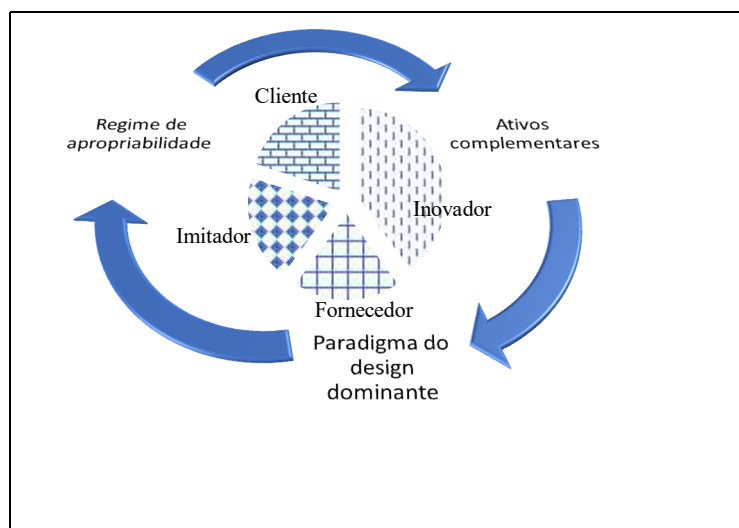 Cliente
Regime de
apropriabilidade
Ativos
complementares
Inovador
Imitador
Fornecedor
Paradigma do
design
dominante